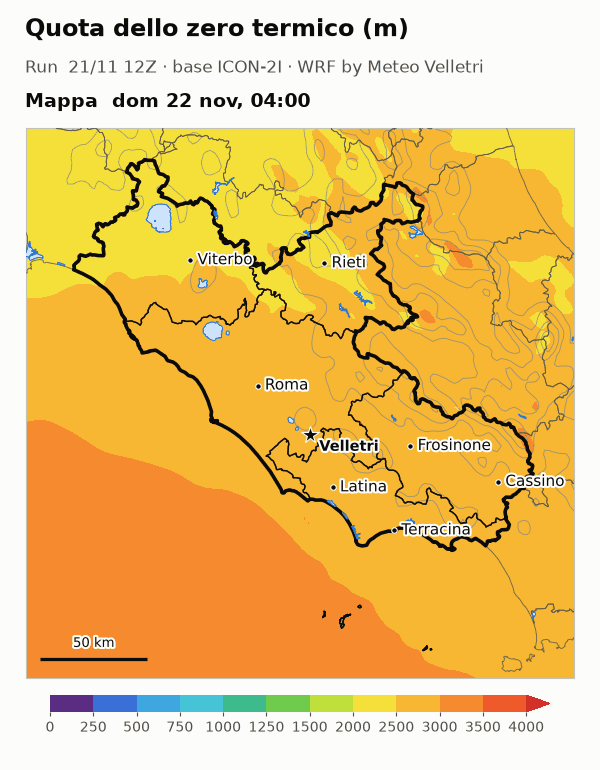 Quota dello zero termico (m)
Run  21/11 12Z · base ICON-2I · WRF by Meteo Velletri
Mappa  dom 22 nov, 04:00
Viterbo
Rieti
Roma
Velletri
Frosinone
Cassino
Latina
Terracina
50 km
0 250 500 750 1000 1250 1500 2000 2500 3000 3500 4000